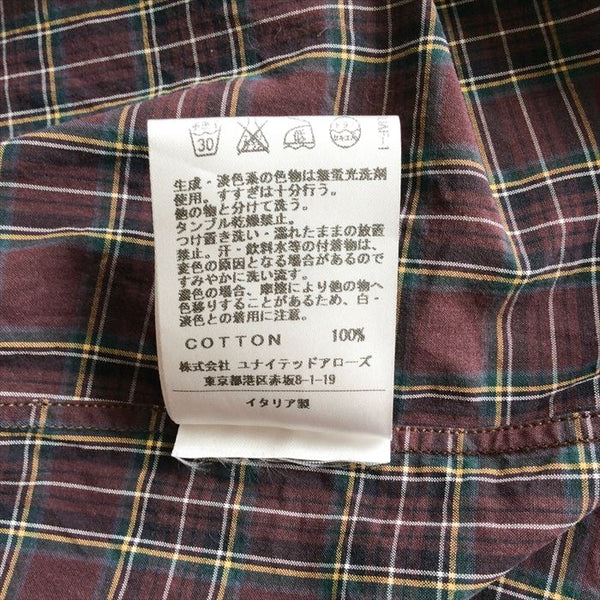 30 低 セキユ系
生成・淡色系の色物は無蛍光洗剤
使用。すすぎは十分行う。
他の物と分けて洗う。
タンブル乾燥禁止。
つけ置き洗い・濡れたままの放置
禁止。汗・飲料水等の付着物は、
変色の原因となる場合があるので
すみやかに洗い流す。
濃色の場合、摩擦により他の物へ
色移りすることがあるため、白・
淡色との着用に注意。
COTTON 100%
株式会社 ユナイテッドアローズ
東京都港区赤坂8-1-19
イタリア製